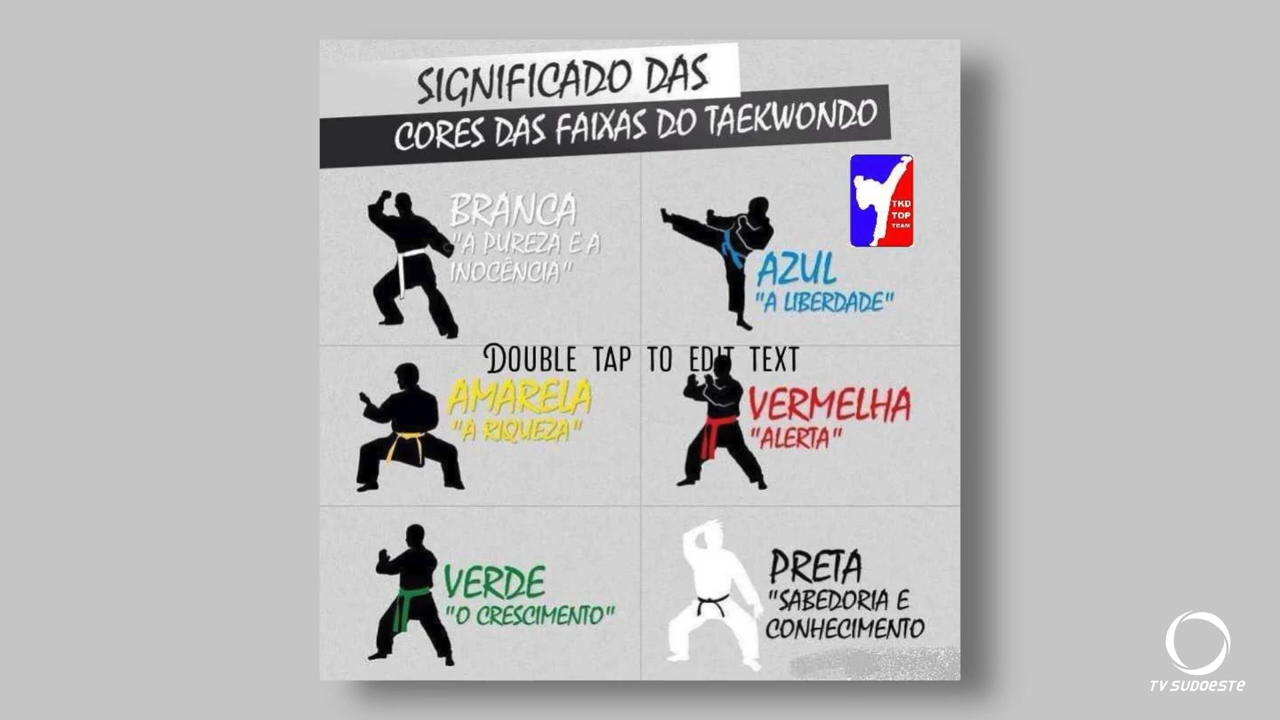 SIGNIFICADO DAS
CORES DAS FAIXAS DO TAEKWONDO
TKD
TOP
TEAM
BRANCA
"A PUREZA E A
INOCÊNCIA"
AZUL
"A LIBERDADE"
DOUBLE TAP TO EDIT TEXT
AMARELA
"A RIQUEZA"
VERMELHA
"ALERTA"
VERDE
"O CRESCIMENTO"
PRETA
"SABEDORIA E
CONHECIMENTO
TV SUDOESTE